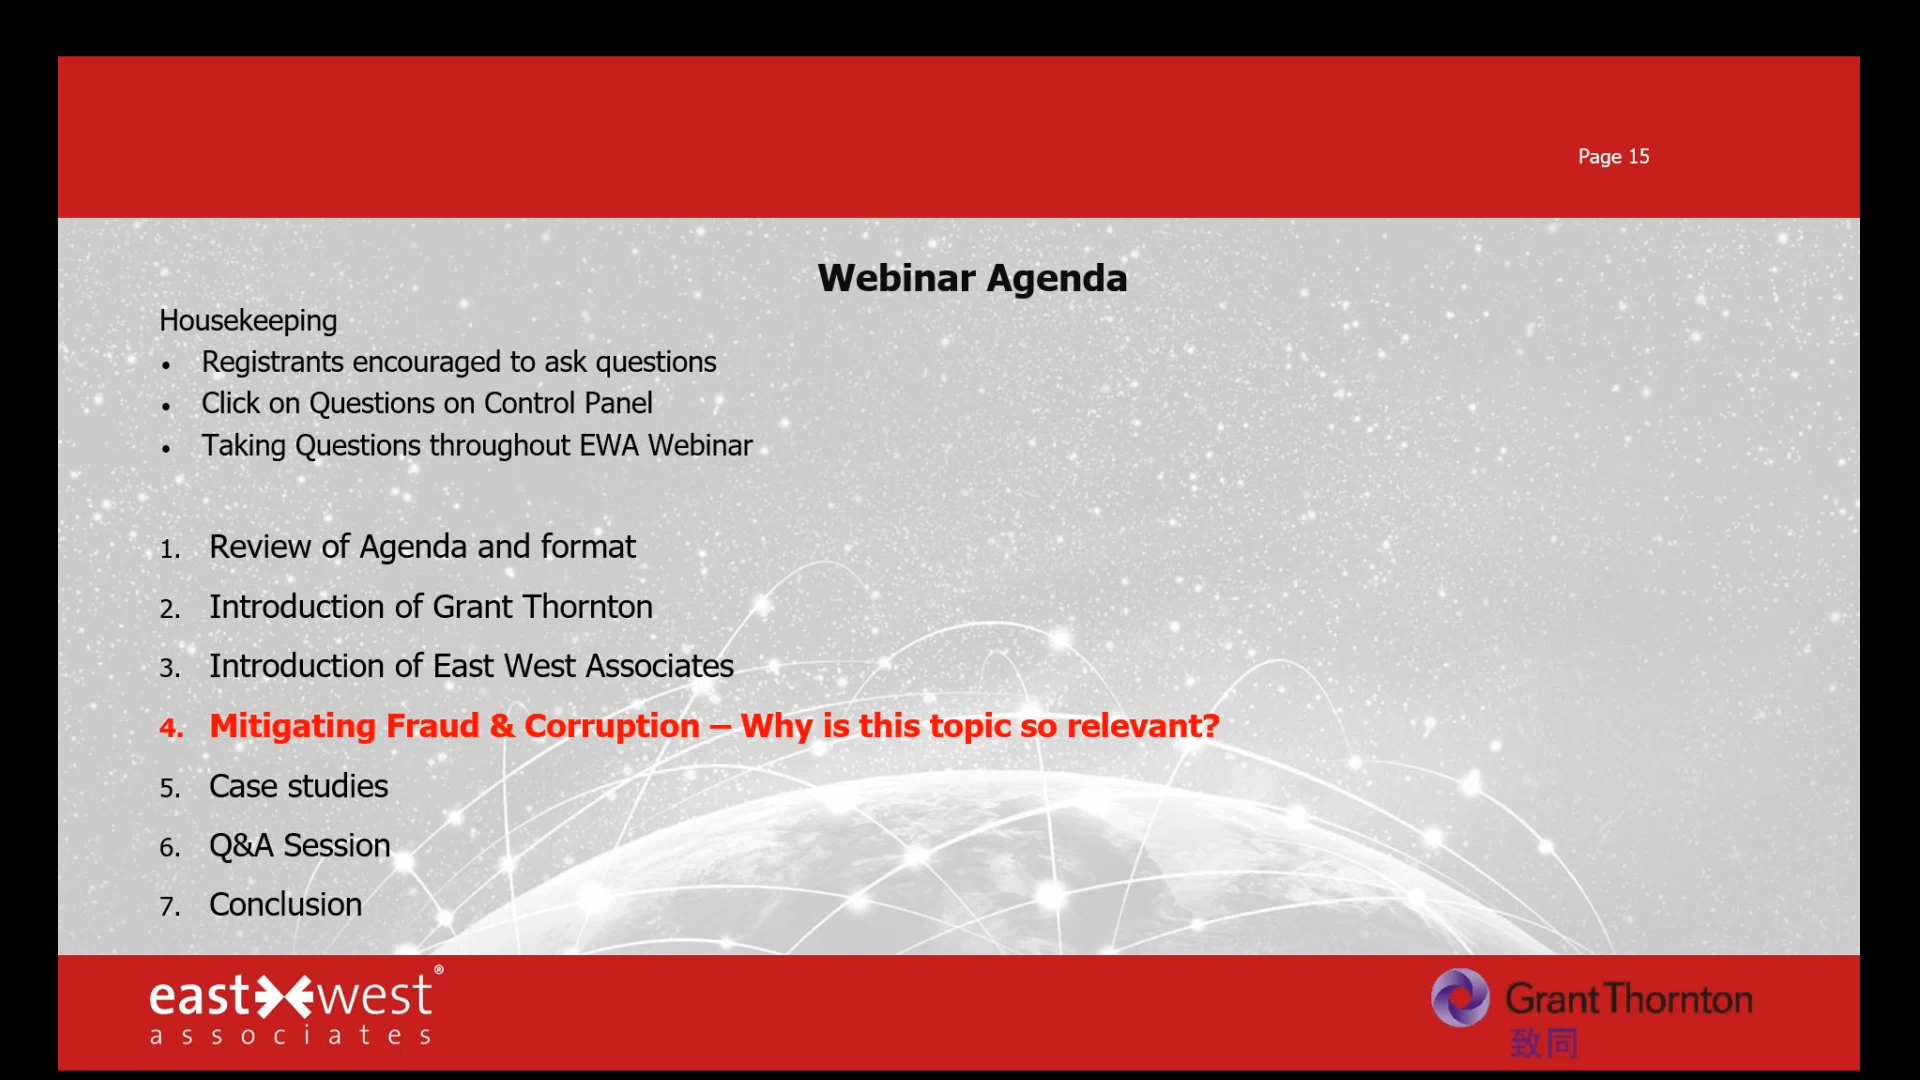 Page 15
Webinar Agenda
Housekeeping
• Registrants encouraged to ask questions
• Click on Questions on Control Panel
• Taking Questions throughout EWA Webinar
1. Review of Agenda and format
2. Introduction of Grant Thornton
3. Introduction of East West Associates
4. Mitigating Fraud & Corruption – Why is this topic so relevant?
5. Case studies
6. Q&A Session
7. Conclusion
east west®
associates
Grant Thornton
致同